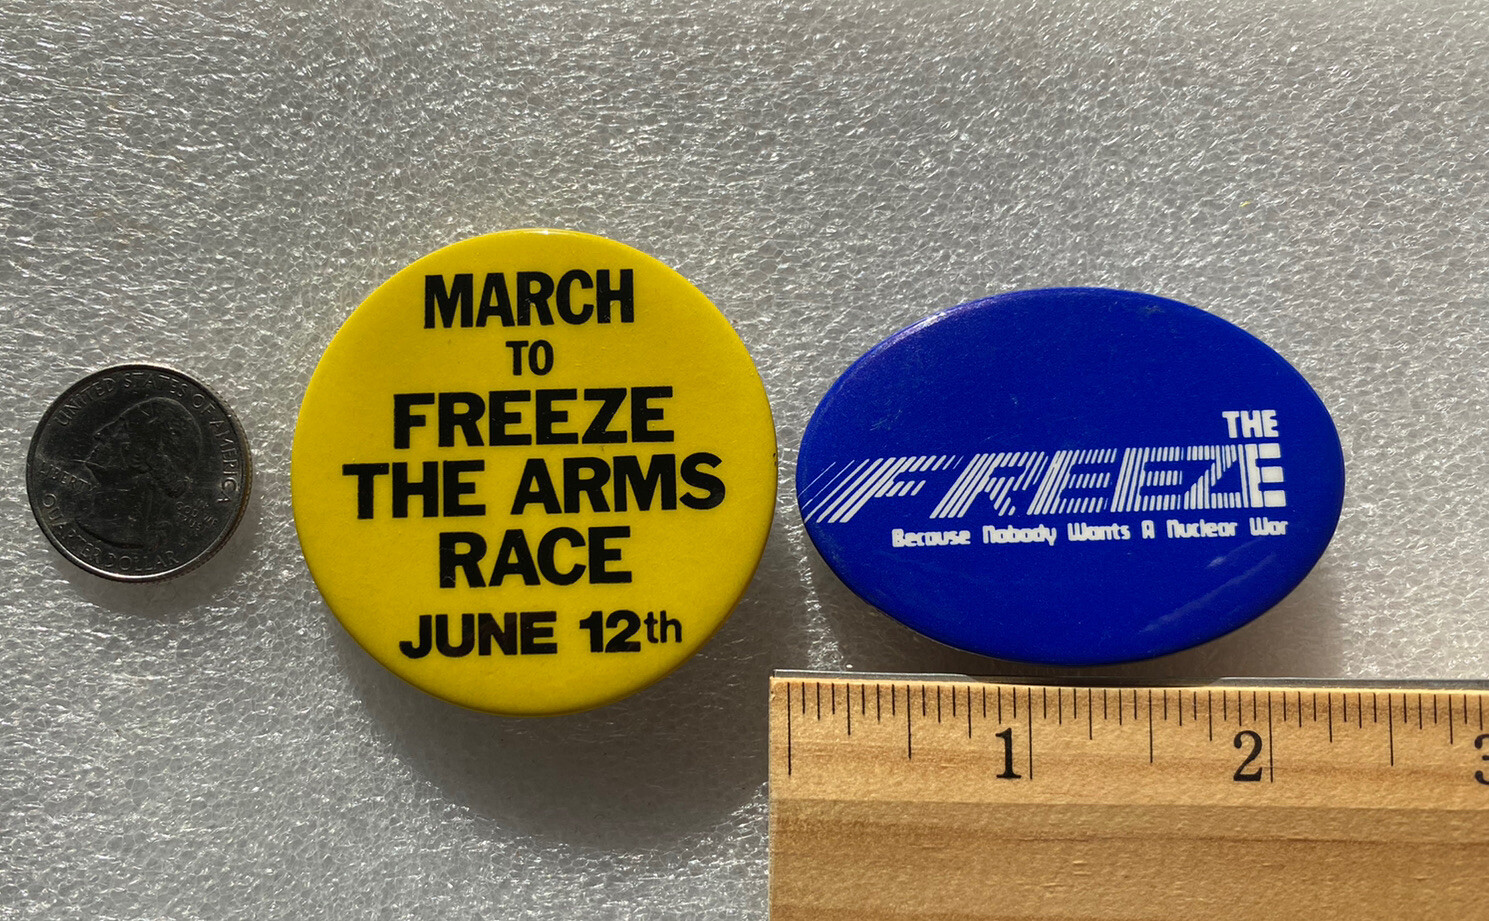 UNITED STATES OF AMERICA
QUARTER DOLLAR
MARCH
TO
FREEZE
THE ARMS
RACE
JUNE 12th
THE
FREEZE
Because Nobody Wants A Nuclear War
1 2 3